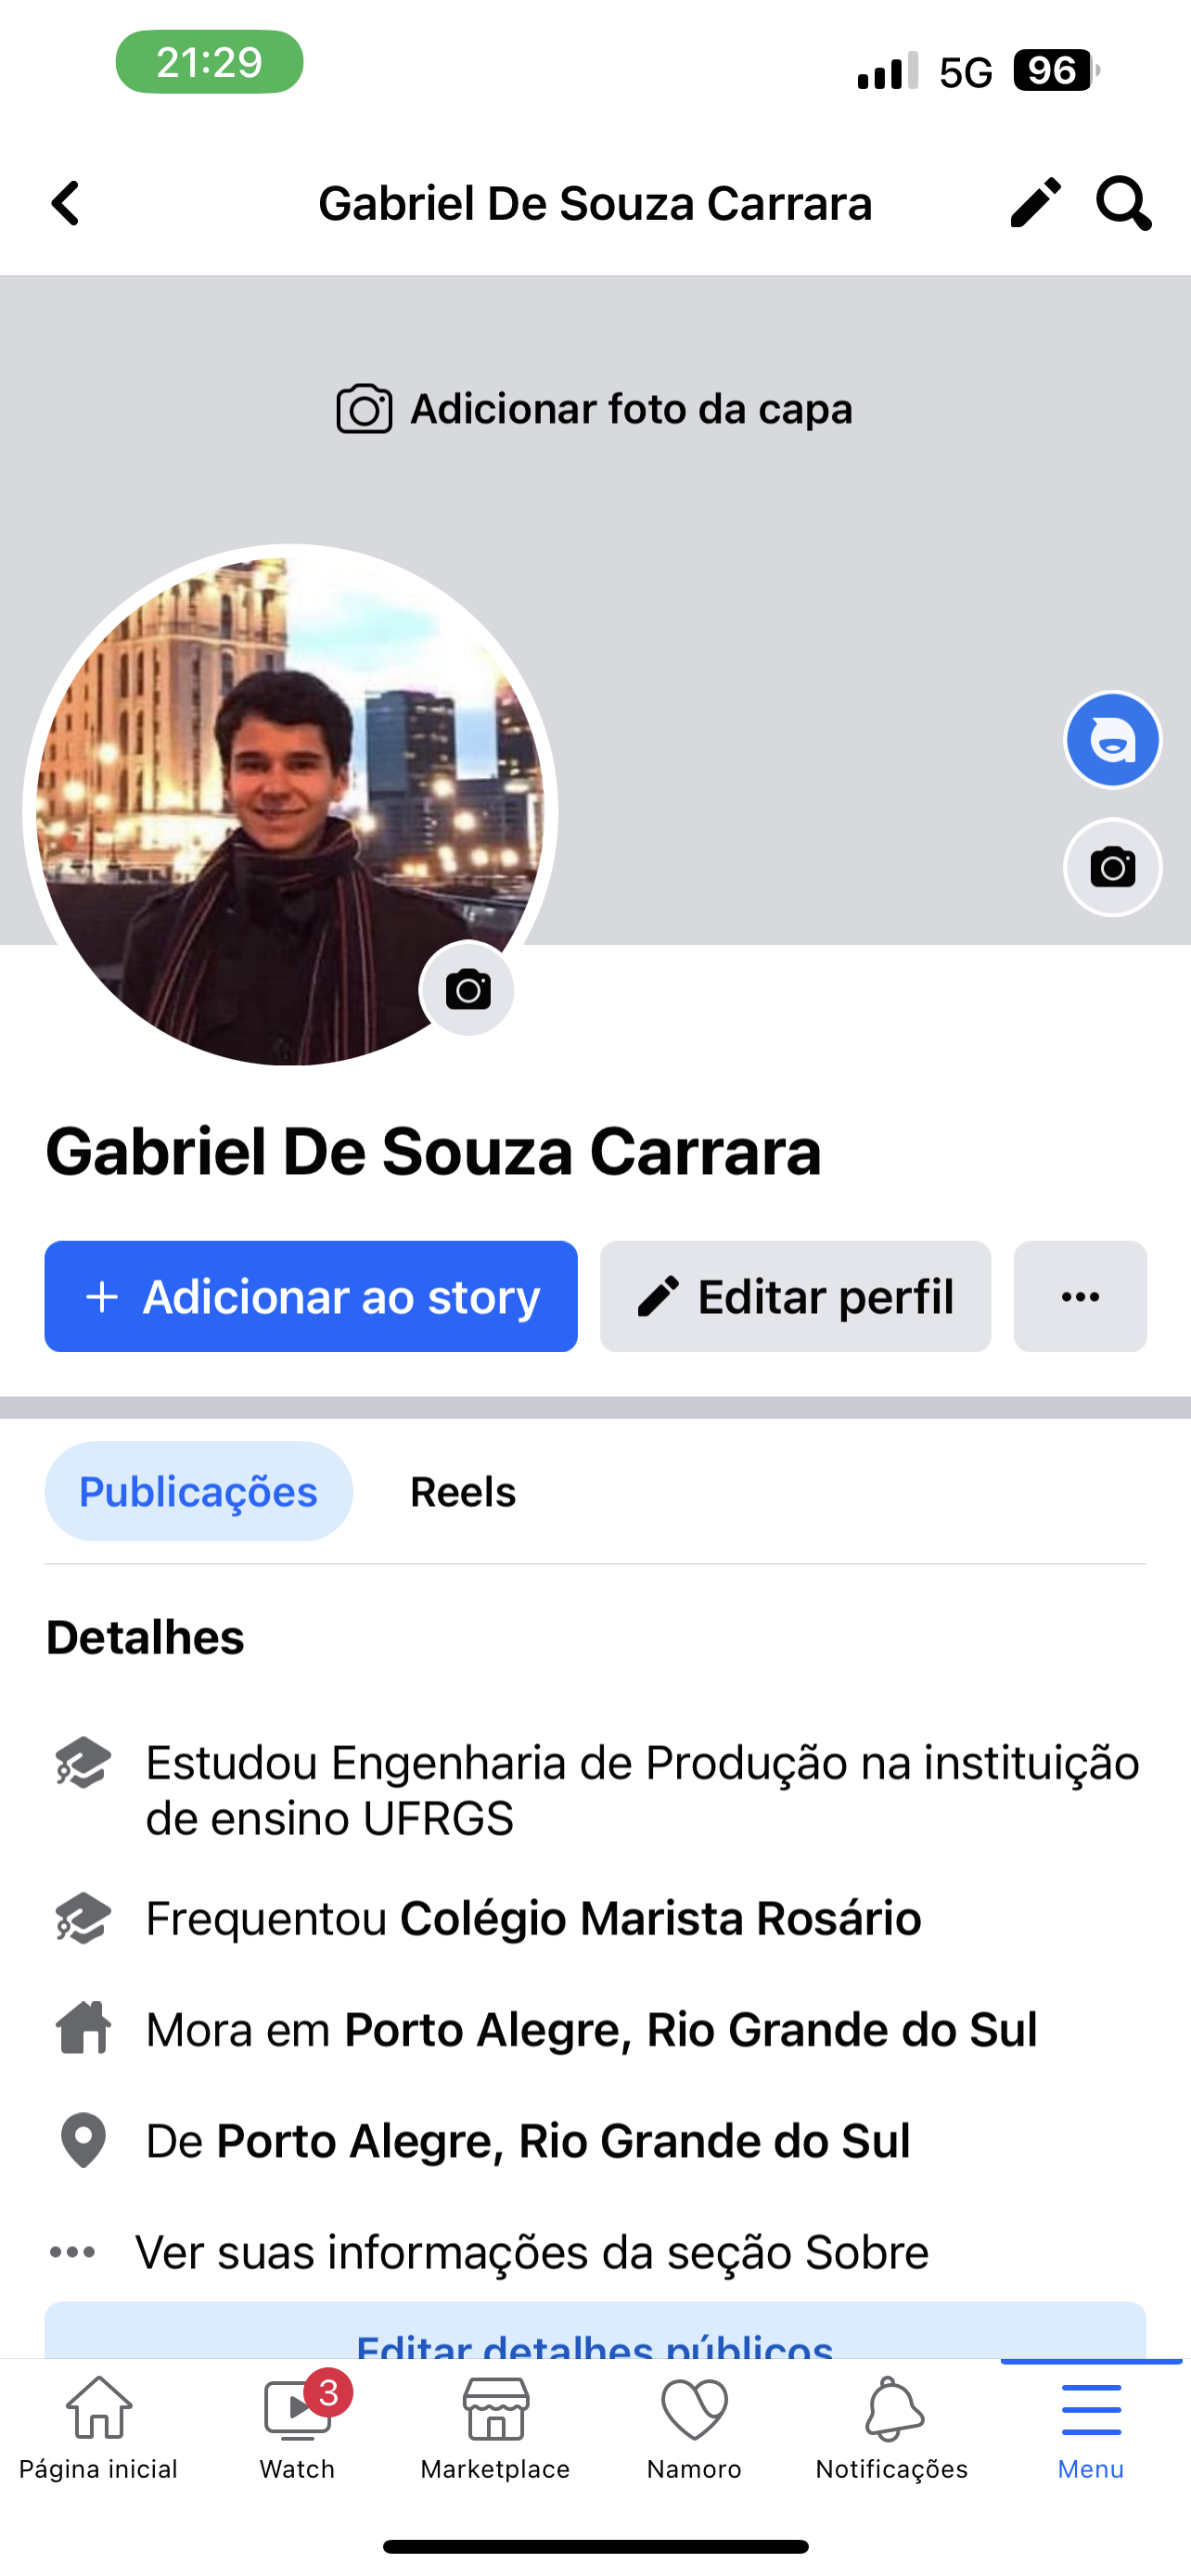 21:29
5G
96
Gabriel De Souza Carrara
Adicionar foto da capa
Gabriel De Souza Carrara
+ Adicionar ao story
Editar perfil
...
Publicações
Reels
Detalhes
Estudou Engenharia de Produção na instituição
de ensino UFRGS
Frequentou Colégio Marista Rosário
Mora em Porto Alegre, Rio Grande do Sul
De Porto Alegre, Rio Grande do Sul
... Ver suas informações da seção Sobre
Editar detalhes públicos
3
Página inicial
Watch
Marketplace
Namoro
Notificações
Menu